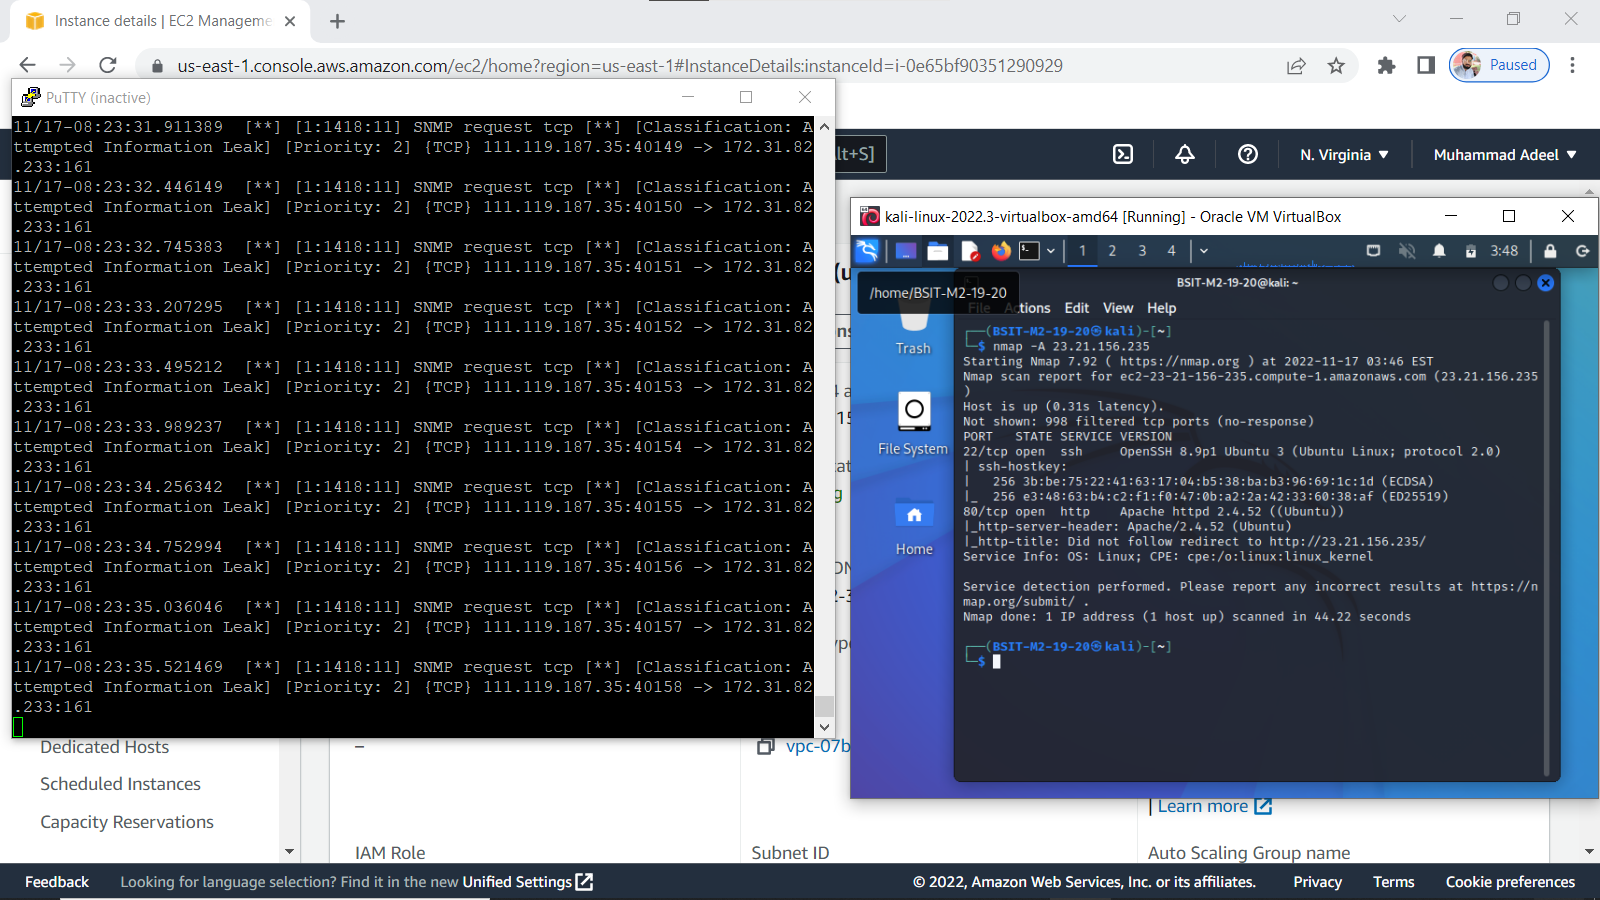 Instance details | EC2 Manageme
us-east-1.console.aws.amazon.com/ec2/home?region=us-east-1#InstanceDetails:instanceId=i-0e65bf90351290929
Paused
PuTTY (inactive)
11/17-08:23:31.911389  [**] [1:1418:11] SNMP request tcp [**] [Classification: A
ttempted Information Leak] [Priority: 2] {TCP} 111.119.187.35:40149 -> 172.31.82
.233:161
11/17-08:23:32.446149  [**] [1:1418:11] SNMP request tcp [**] [Classification: A
ttempted Information Leak] [Priority: 2] {TCP} 111.119.187.35:40150 -> 172.31.82
.233:161
11/17-08:23:32.745383  [**] [1:1418:11] SNMP request tcp [**] [Classification: A
ttempted Information Leak] [Priority: 2] {TCP} 111.119.187.35:40151 -> 172.31.82
.233:161
11/17-08:23:33.207295  [**] [1:1418:11] SNMP request tcp [**] [Classification: A
ttempted Information Leak] [Priority: 2] {TCP} 111.119.187.35:40152 -> 172.31.82
.233:161
11/17-08:23:33.495212  [**] [1:1418:11] SNMP request tcp [**] [Classification: A
ttempted Information Leak] [Priority: 2] {TCP} 111.119.187.35:40153 -> 172.31.82
.233:161
11/17-08:23:33.989237  [**] [1:1418:11] SNMP request tcp [**] [Classification: A
ttempted Information Leak] [Priority: 2] {TCP} 111.119.187.35:40154 -> 172.31.82
.233:161
11/17-08:23:34.256342  [**] [1:1418:11] SNMP request tcp [**] [Classification: A
ttempted Information Leak] [Priority: 2] {TCP} 111.119.187.35:40155 -> 172.31.82
.233:161
11/17-08:23:34.752994  [**] [1:1418:11] SNMP request tcp [**] [Classification: A
ttempted Information Leak] [Priority: 2] {TCP} 111.119.187.35:40156 -> 172.31.82
.233:161
11/17-08:23:35.036046  [**] [1:1418:11] SNMP request tcp [**] [Classification: A
ttempted Information Leak] [Priority: 2] {TCP} 111.119.187.35:40157 -> 172.31.82
.233:161
11/17-08:23:35.521469  [**] [1:1418:11] SNMP request tcp [**] [Classification: A
ttempted Information Leak] [Priority: 2] {TCP} 111.119.187.35:40158 -> 172.31.82
.233:161
lt+S]
N. Virginia
Muhammad Adeel
kali-linux-2022.3-virtualbox-amd64 [Running] - Oracle VM VirtualBox
1 2 3 4
3:48
BSIT-M2-19-20@kali: ~
/home/BSIT-M2-19-20
File Actions Edit View Help
Trash
File System
Home
(BSIT-M2-19-20㉿kali)-[~]
$ nmap -A 23.21.156.235
Starting Nmap 7.92 ( https://nmap.org ) at 2022-11-17 03:46 EST
Nmap scan report for ec2-23-21-156-235.compute-1.amazonaws.com (23.21.156.235
)
Host is up (0.31s latency).
Not shown: 998 filtered tcp ports (no-response)
PORT   STATE SERVICE VERSION
22/tcp open  ssh     OpenSSH 8.9p1 Ubuntu 3 (Ubuntu Linux; protocol 2.0)
| ssh-hostkey:
|   256 3b:be:75:22:41:63:17:04:b5:38:ba:b3:96:69:1c:1d (ECDSA)
|_  256 e3:48:63:b4:c2:f1:f0:47:0b:a2:2a:42:33:60:38:af (ED25519)
80/tcp open  http    Apache httpd 2.4.52 ((Ubuntu))
|_http-server-header: Apache/2.4.52 (Ubuntu)
|_http-title: Did not follow redirect to http://23.21.156.235/
Service Info: OS: Linux; CPE: cpe:/o:linux:linux_kernel
Service detection performed. Please report any incorrect results at https://n
map.org/submit/ .
Nmap done: 1 IP address (1 host up) scanned in 44.22 seconds
(BSIT-M2-19-20㉿kali)-[~]
$
Dedicated Hosts
Scheduled Instances
Capacity Reservations
–
vpc-07b
Learn more
IAM Role
Subnet ID
Auto Scaling Group name
Feedback
Looking for language selection? Find it in the new Unified Settings
© 2022, Amazon Web Services, Inc. or its affiliates.
Privacy
Terms
Cookie preferences